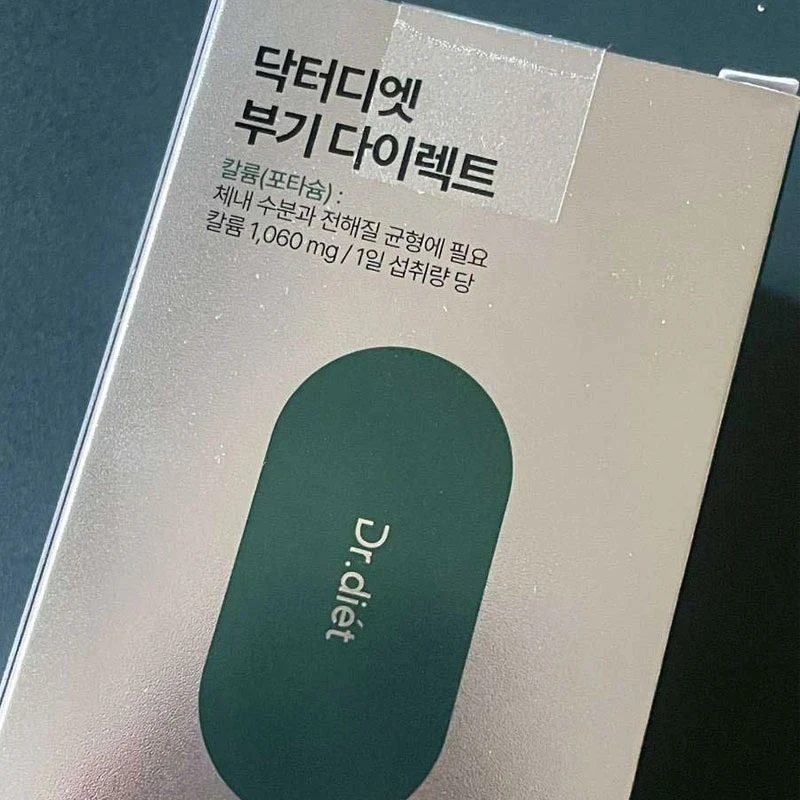 닥터디엣
부기 다이렉트
칼륨(포타슘) :
체내 수분과 전해질 균형에 필요
칼륨 1,060 mg / 1일 섭취량 당
Dr.diét